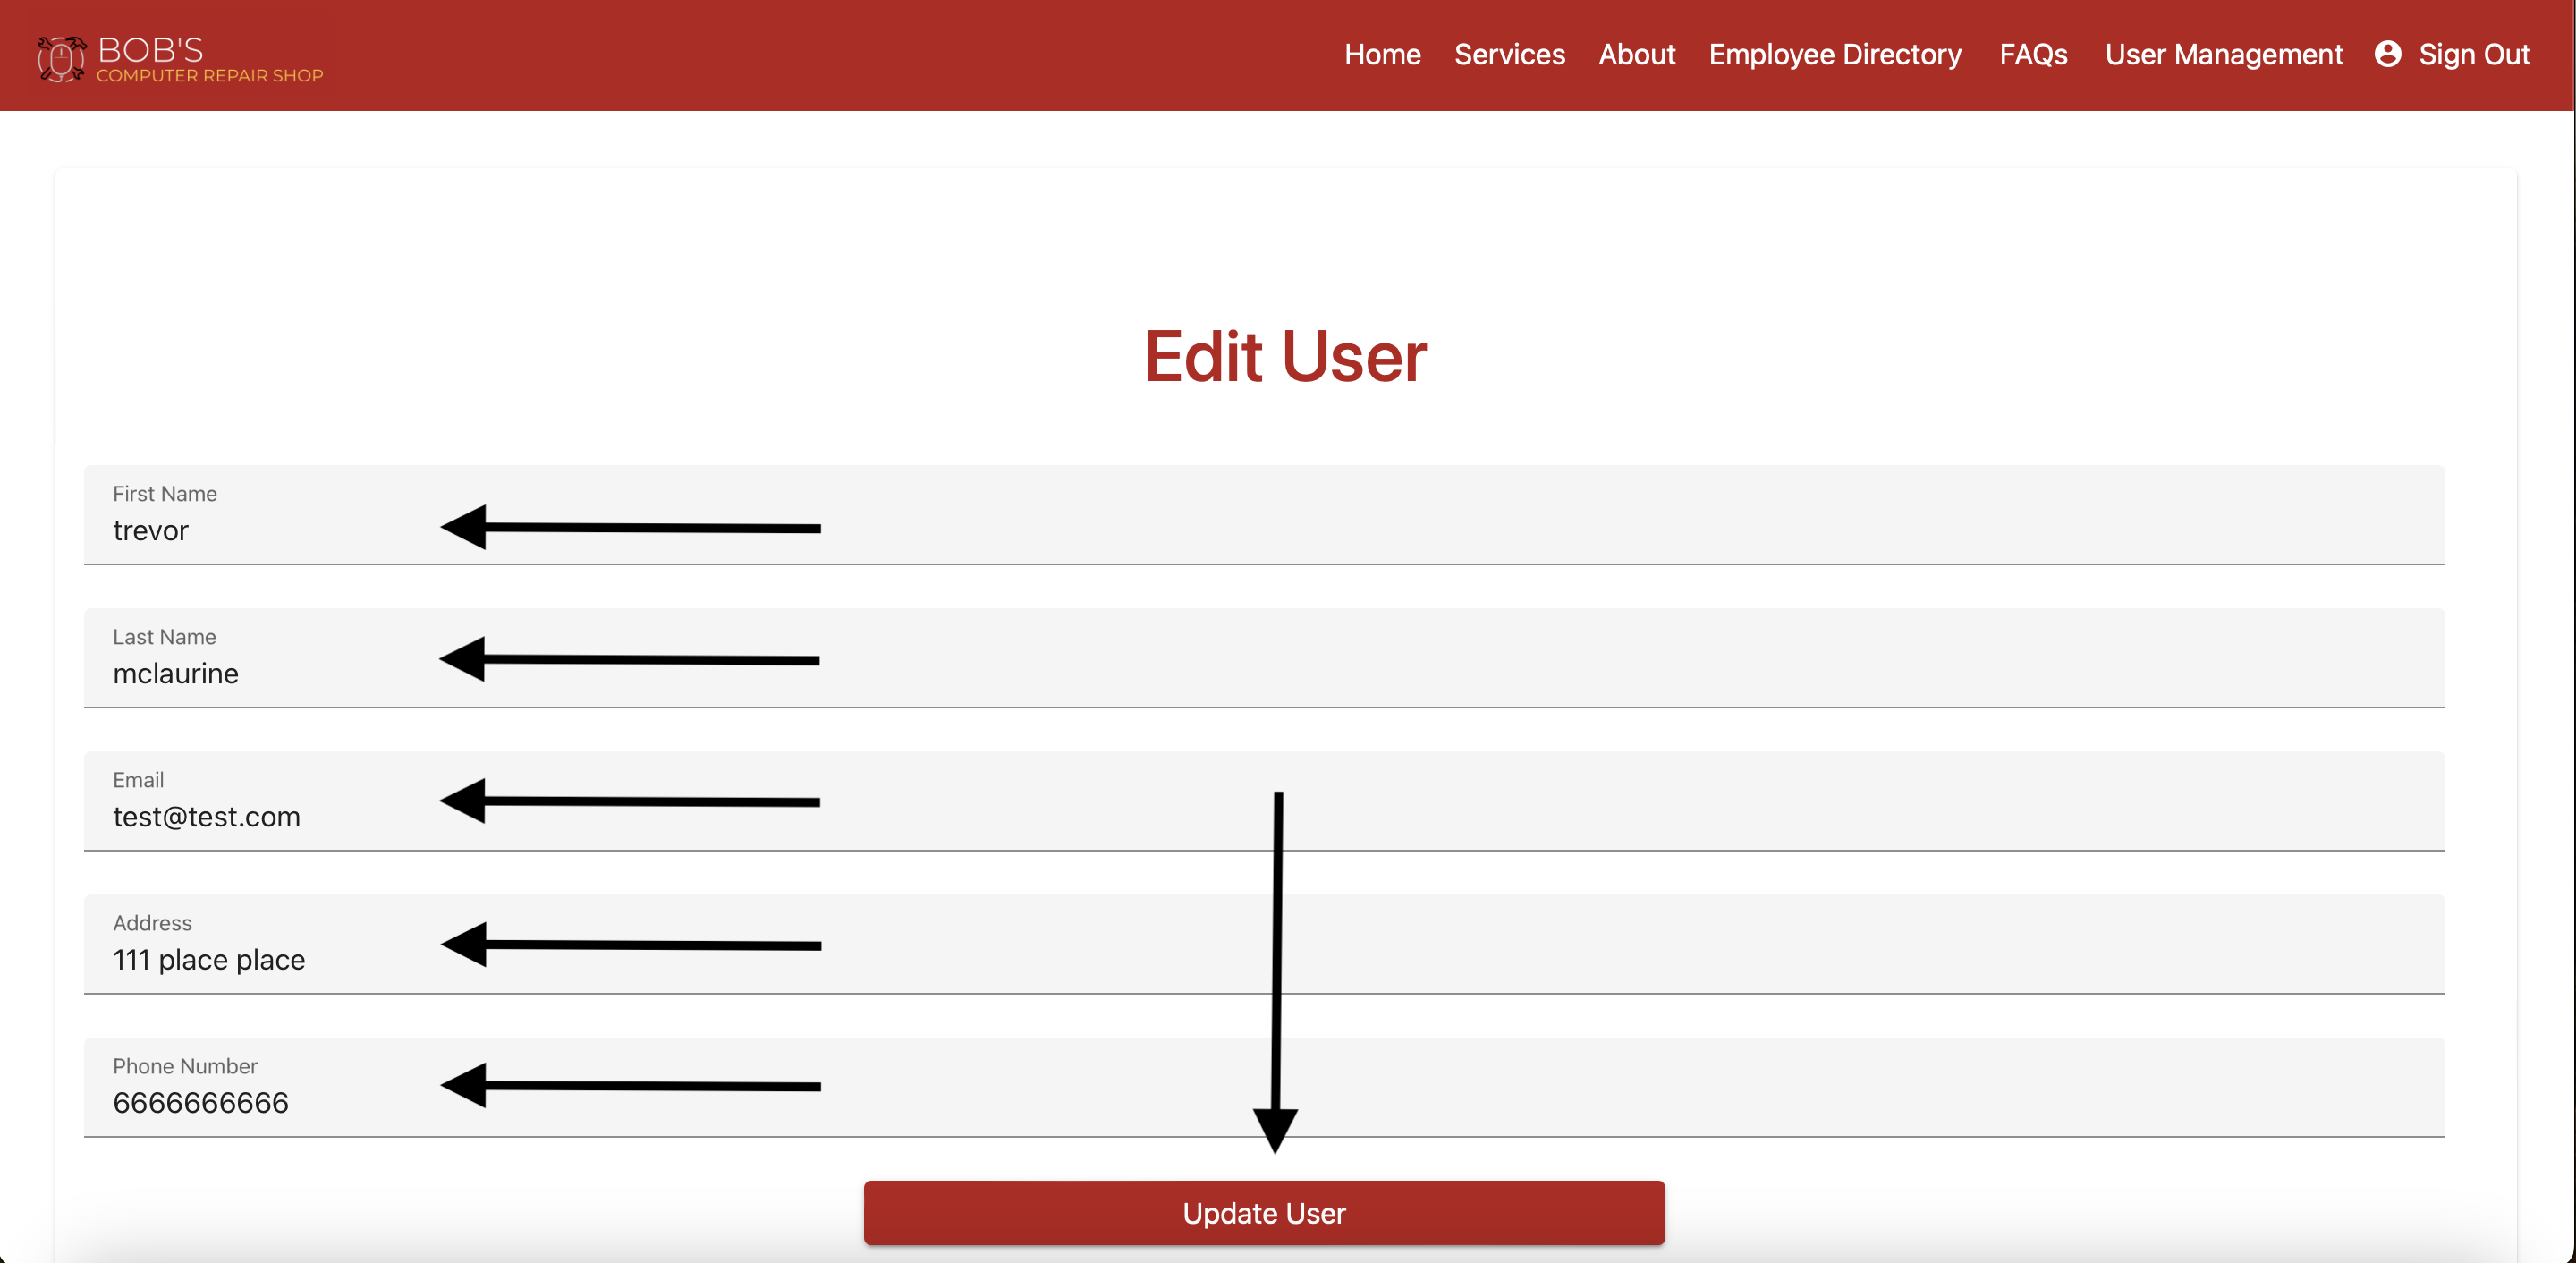 BOB'S
COMPUTER REPAIR SHOP
Home Services About Employee Directory FAQs User Management Sign Out
Edit User
First Name
trevor
Last Name
mclaurine
Email
test@test.com
Address
111 place place
Phone Number
6666666666
Update User